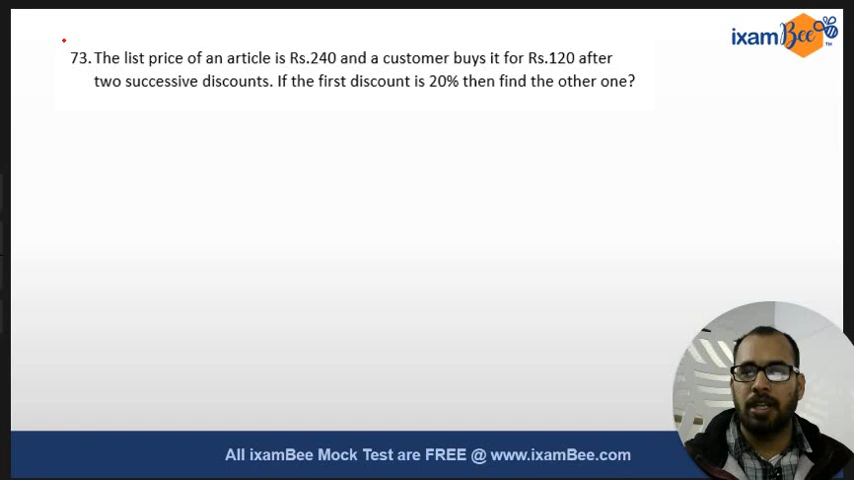 ixamBee
73. The list price of an article is Rs.240 and a customer buys it for Rs.120 after
two successive discounts. If the first discount is 20% then find the other one?
All ixamBee Mock Test are FREE @ www.ixamBee.com